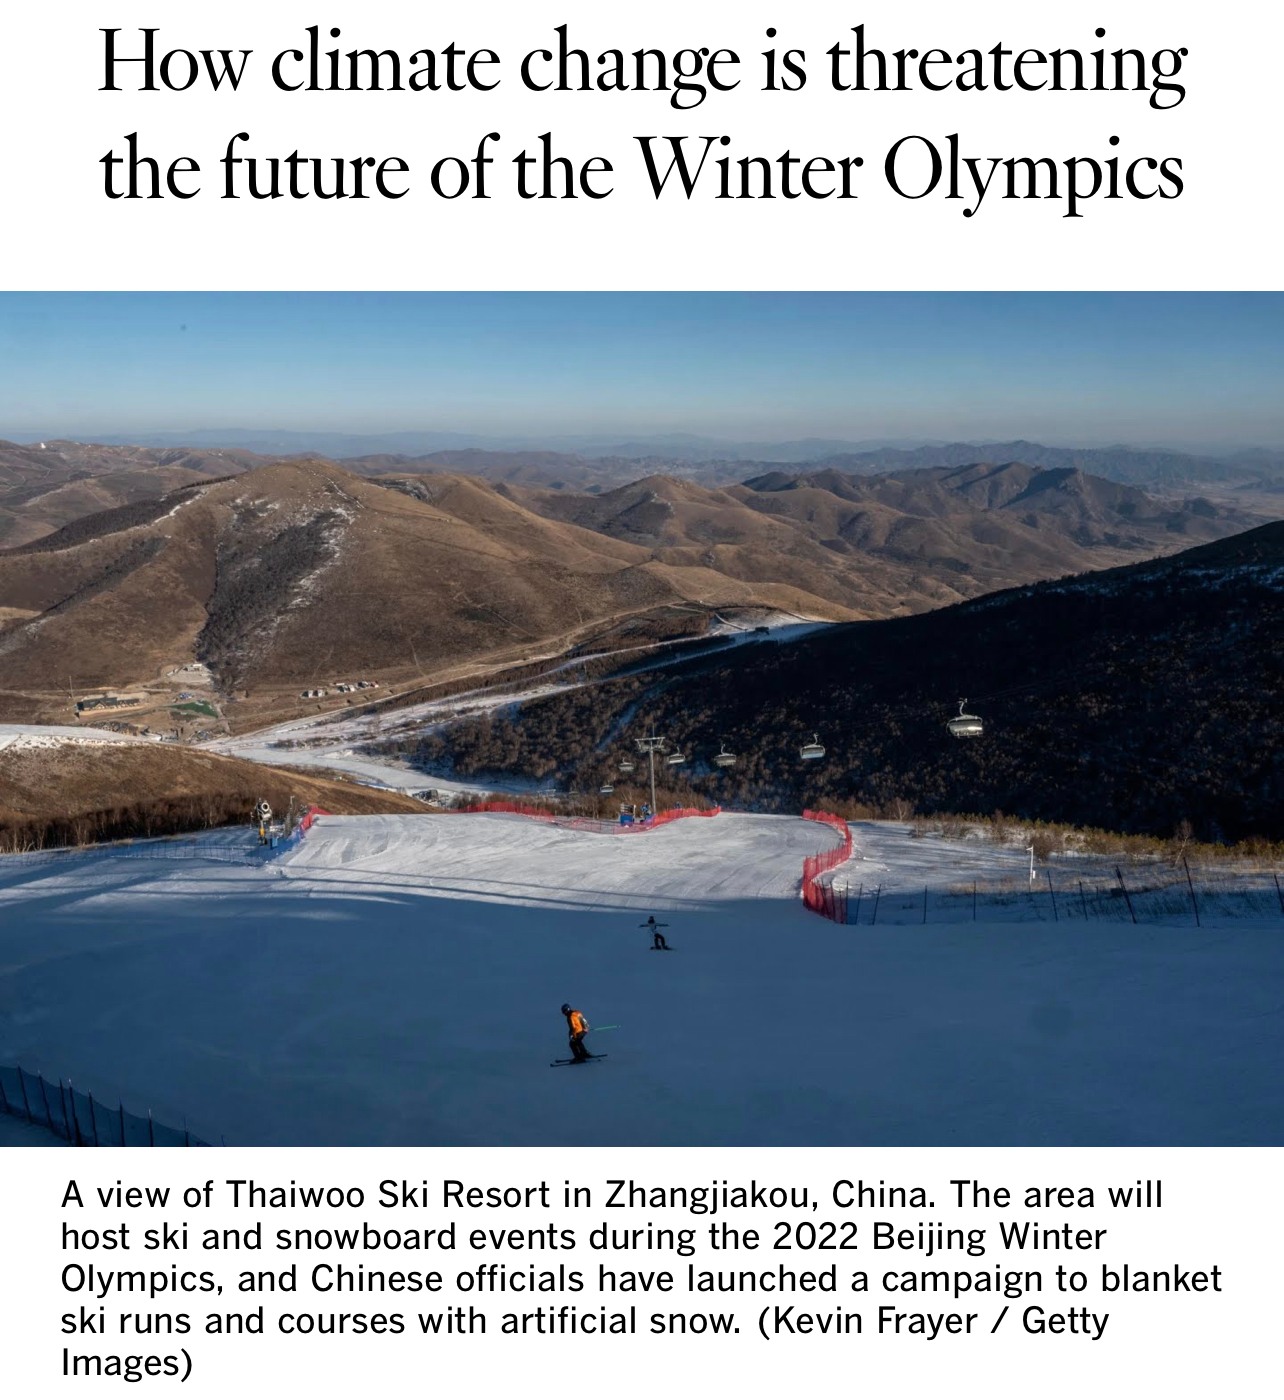 How climate change is threatening
the future of the Winter Olympics
A view of Thaiwoo Ski Resort in Zhangjiakou, China. The area will
host ski and snowboard events during the 2022 Beijing Winter
Olympics, and Chinese officials have launched a campaign to blanket
ski runs and courses with artificial snow. (Kevin Frayer / Getty
Images)